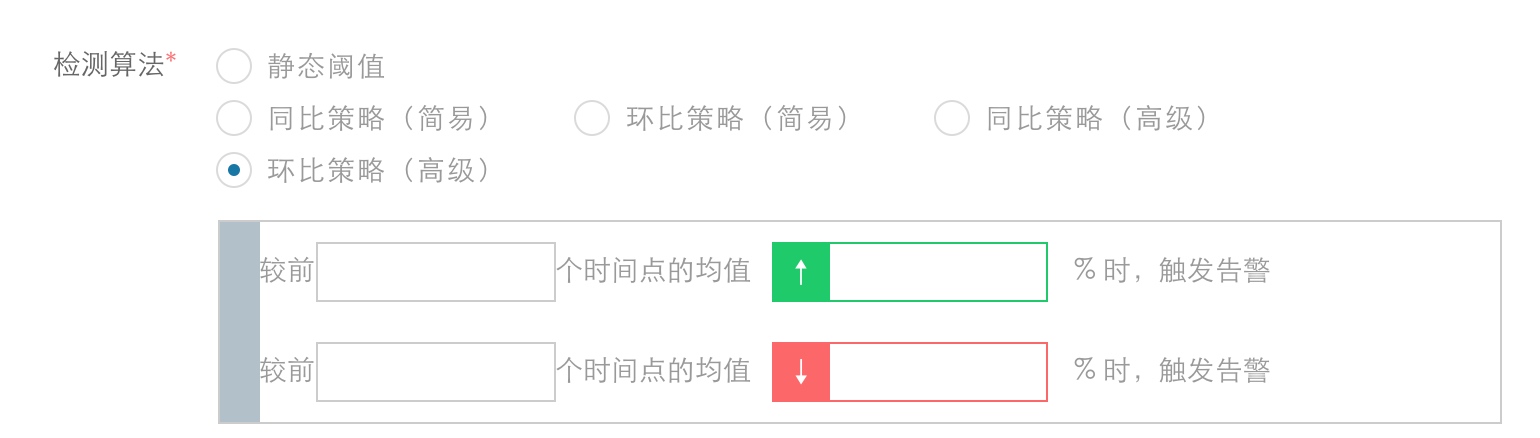 检测算法* 静态阈值
同比策略（简易） 环比策略（简易） 同比策略（高级）
环比策略（高级）
较前 个时间点的均值 ↑ % 时，触发告警
较前 个时间点的均值 ↓ % 时，触发告警